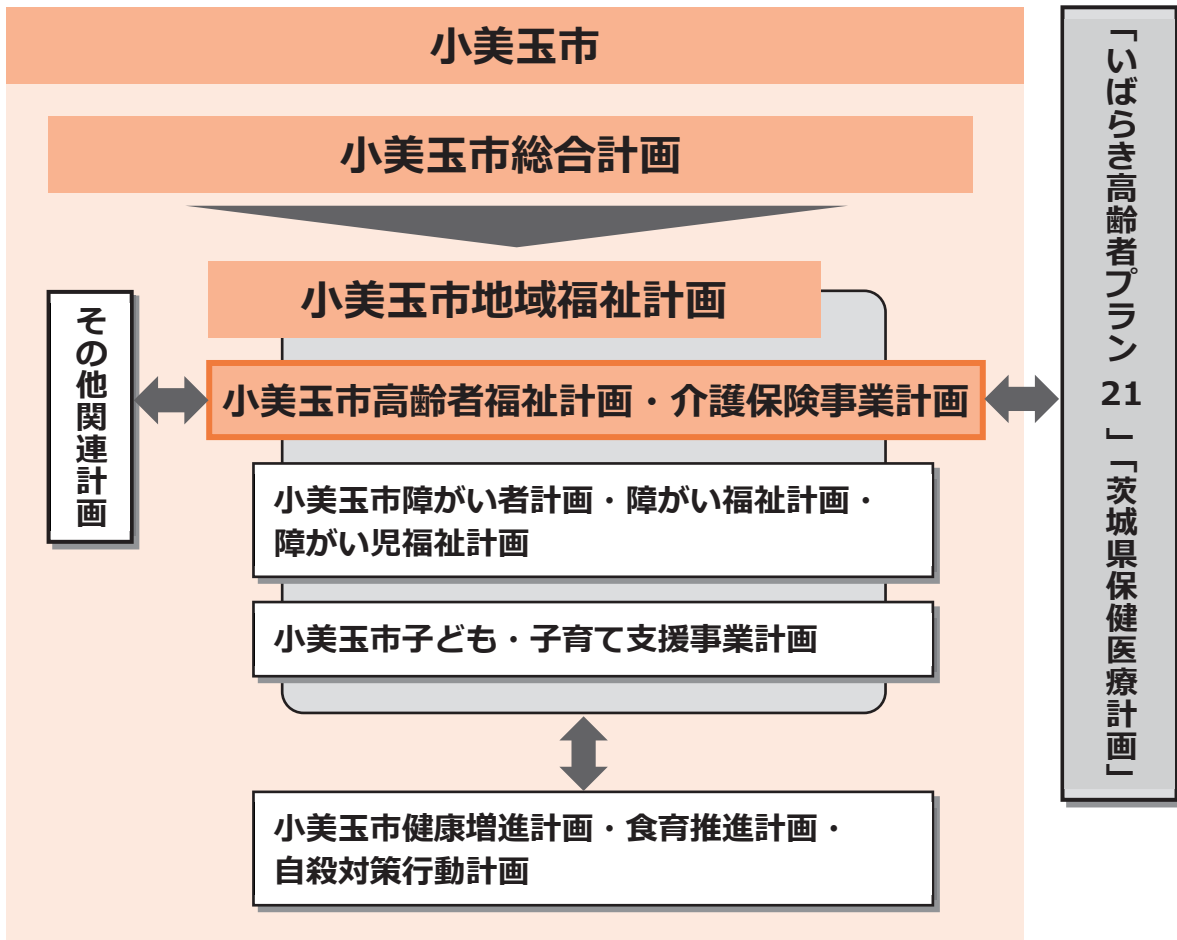 小美玉市
小美玉市総合計画
小美玉市地域福祉計画
その他関連計画
小美玉市高齢者福祉計画・介護保険事業計画
小美玉市障がい者計画・障がい福祉計画・
障がい児福祉計画
小美玉市子ども・子育て支援事業計画
小美玉市健康増進計画・食育推進計画・
自殺対策行動計画
「いばらき高齢者プラン21」「茨城県保健医療計画」